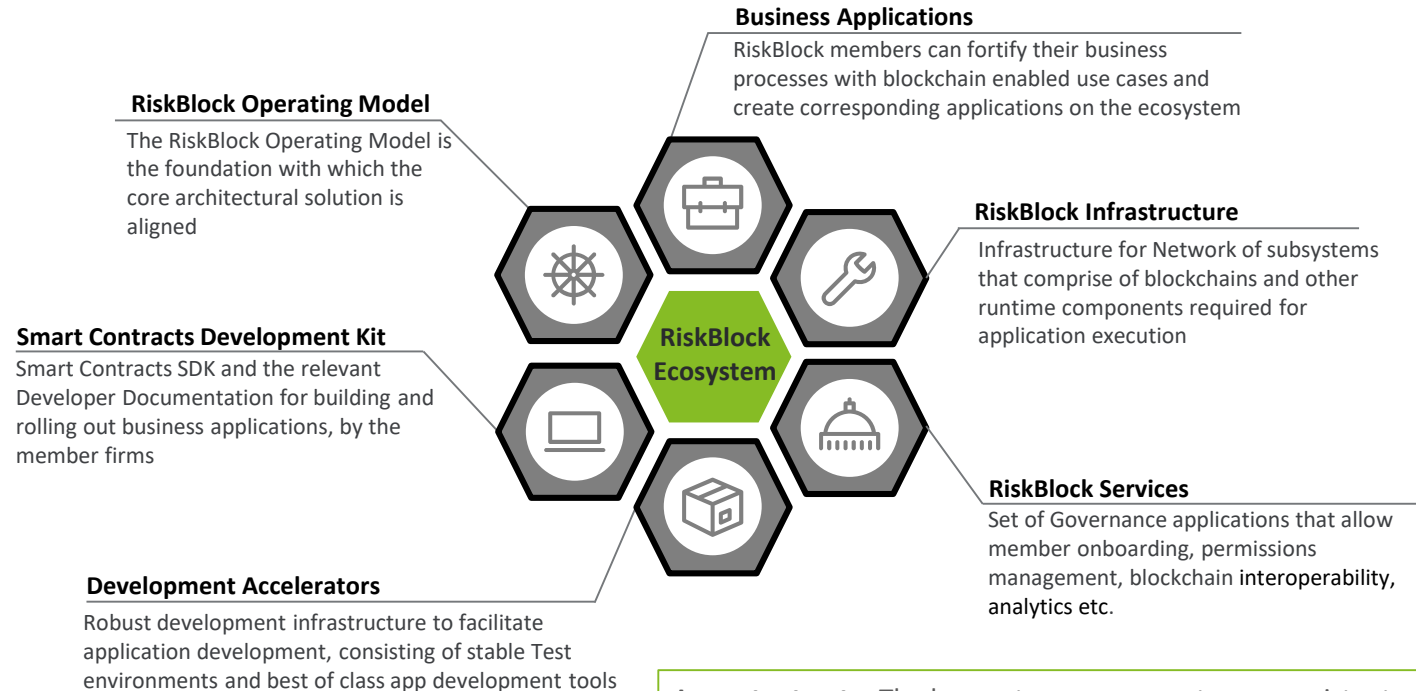 Business Applications
RiskBlock members can fortify their business
processes with blockchain enabled use cases and
create corresponding applications on the ecosystem
RiskBlock Operating Model
The RiskBlock Operating Model is
the foundation with which the
core architectural solution is
aligned
RiskBlock Infrastructure
Infrastructure for Network of subsystems
that comprise of blockchains and other
runtime components required for
application execution
RiskBlock
Ecosystem
Smart Contracts Development Kit
Smart Contracts SDK and the relevant
Developer Documentation for building and
rolling out business applications, by the
member firms
RiskBlock Services
Set of Governance applications that allow
member onboarding, permissions
management, blockchain interoperability,
analytics etc.
Development Accelerators
Robust development infrastructure to facilitate
application development, consisting of stable Test
environments and best of class app development tools